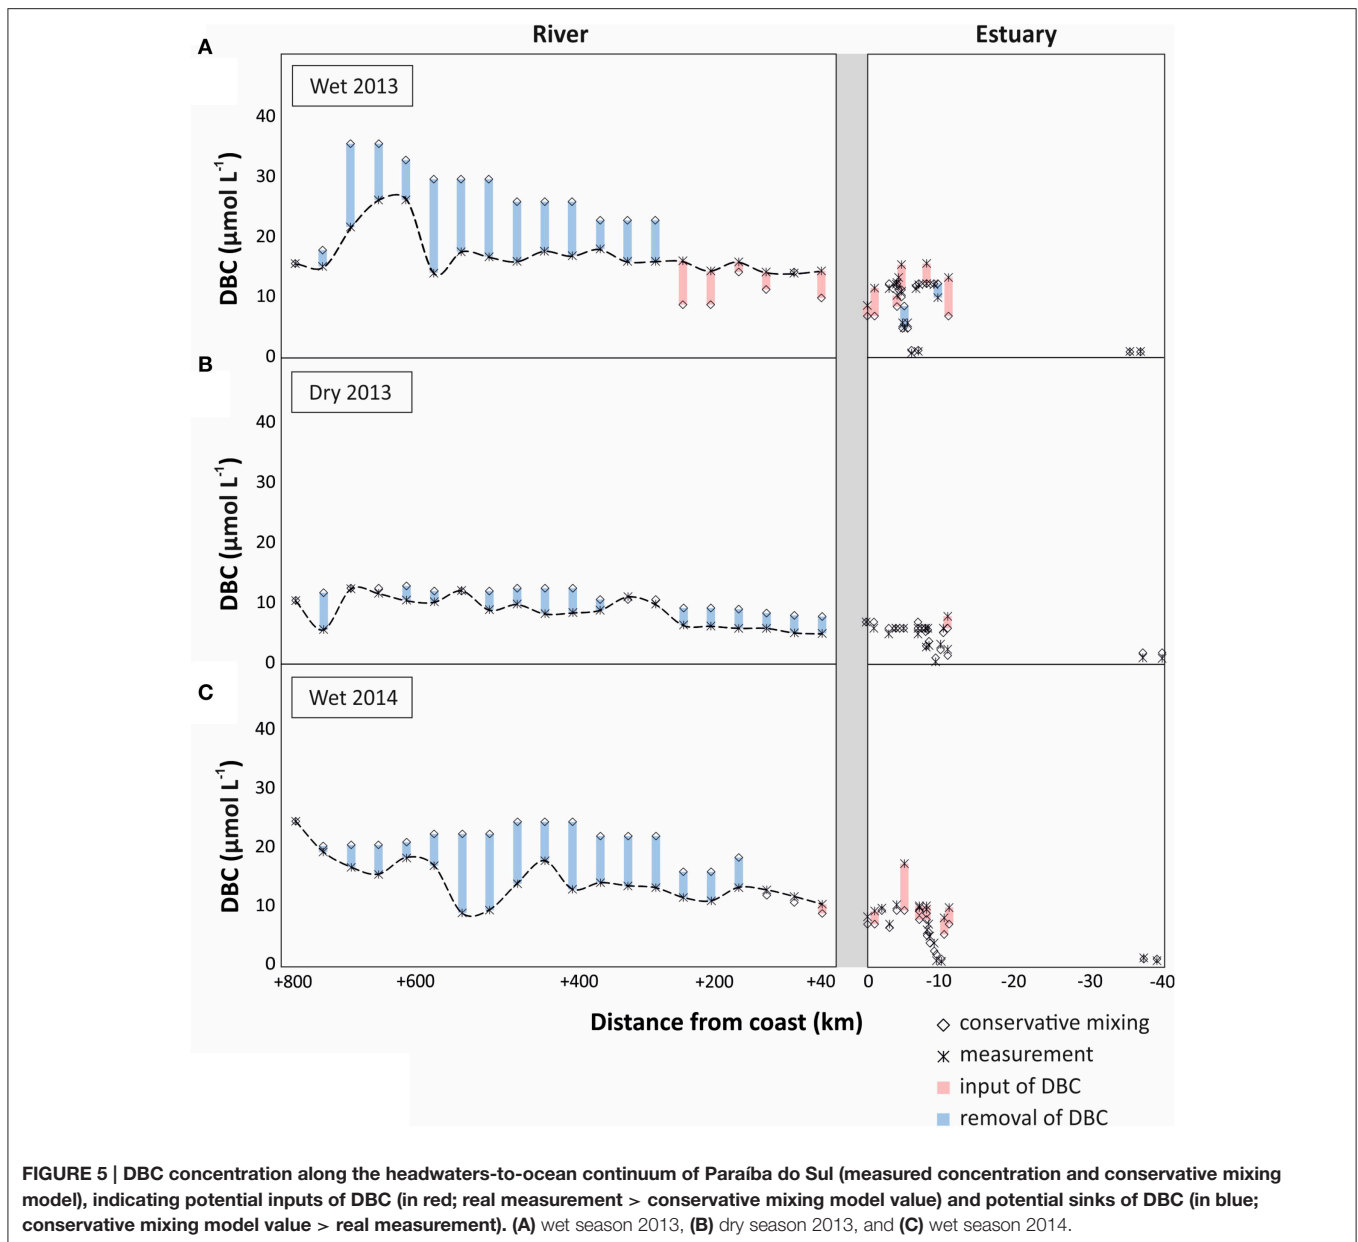 River
Estuary
A
Wet 2013
40
30
20
10
0
DBC (µmol L-1)
B
Dry 2013
40
30
20
10
0
DBC (µmol L-1)
C
Wet 2014
40
30
20
10
0
DBC (µmol L-1)
+800 +600 +400 +200 +40 0 -10 -20 -30 -40
Distance from coast (km)
conservative mixing
measurement
input of DBC
removal of DBC
FIGURE 5 | DBC concentration along the headwaters-to-ocean continuum of Paraíba do Sul (measured concentration and conservative mixing
model), indicating potential inputs of DBC (in red; real measurement > conservative mixing model value) and potential sinks of DBC (in blue;
conservative mixing model value > real measurement). (A) wet season 2013, (B) dry season 2013, and (C) wet season 2014.